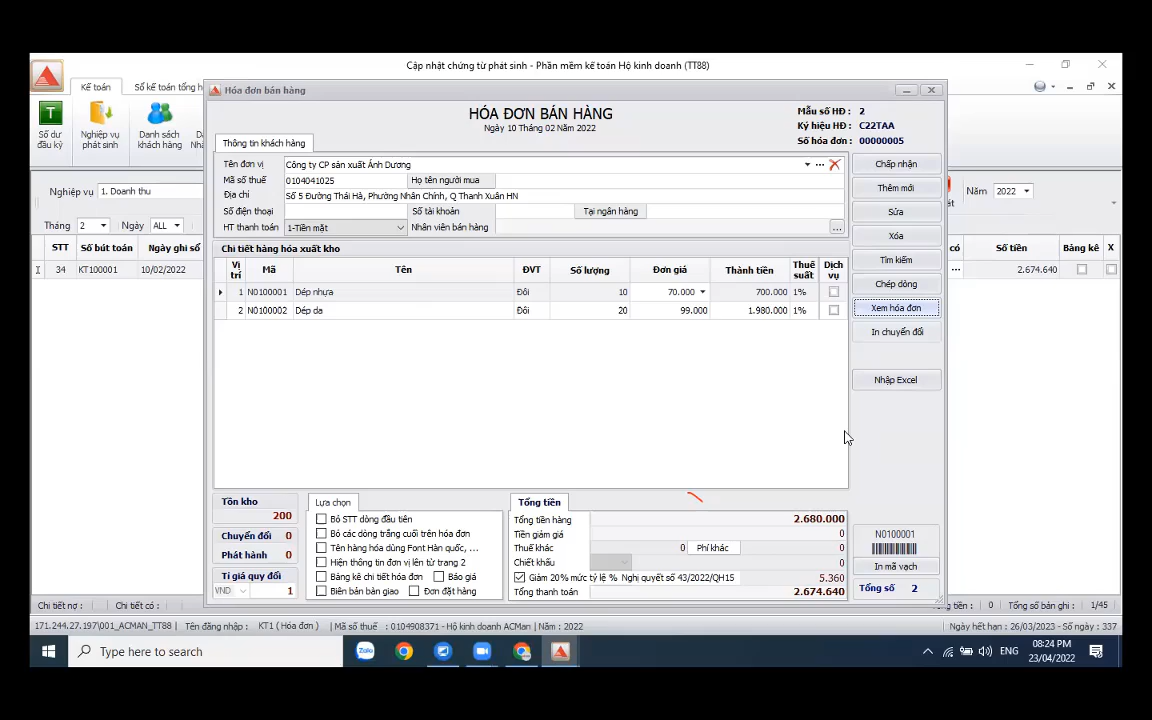 Cập nhật chứng từ phát sinh - Phần mềm kế toán Hộ kinh doanh (TT88)
Kế toán
Sổ kế toán tổng h
T
Số dư đầu kỳ
Nghiệp vụ phát sinh
Danh sách khách hàng
Nghiệp vụ 1. Doanh thu
Năm 2022
Tháng 2 Ngày ALL
STT Số bút toán Ngày ghi sổ
I 34 KT100001 10/02/2022
có Số tiền Bảng kê X
... 2.674.640
Hóa đơn bán hàng
HÓA ĐƠN BÁN HÀNG
Ngày 10 Tháng 02 Năm 2022
Mẫu số HĐ : 2
Ký hiệu HĐ : C22TAA
Số hóa đơn : 00000005
Thông tin khách hàng
Tên đơn vị Công ty CP sản xuất Ánh Dương
Mã số thuế 0104041025 Họ tên người mua
Địa chỉ Số 5 Đường Thái Hà, Phường Nhân Chính, Q Thanh Xuân HN
Số điện thoại Số tài khoản Tại ngân hàng
HT thanh toán 1-Tiền mặt Nhân viên bán hàng ...
Chi tiết hàng hóa xuất kho
Vị trí Mã Tên ĐVT Số lượng Đơn giá Thành tiền Thuế suất Dịch vụ
1 N0100001 Dép nhựa Đôi 10 70.000 700.000 1%
2 N0100002 Dép da Đôi 20 99.000 1.980.000 1%
Chấp nhận
Thêm mới
Sửa
Xóa
Tìm kiếm
Chép dòng
Xem hóa đơn
In chuyển đổi
Nhập Excel
Tồn kho
200
Chuyển đổi 0
Phát hành 0
Tỉ giá quy đổi
VND 1
Lựa chọn
Bỏ STT dòng đầu tiên
Bỏ các dòng trắng cuối trên hóa đơn
Tên hàng hóa dùng Font Hàn quốc, ...
Hiện thông tin đơn vị lên từ trang 2
Bảng kê chi tiết hóa đơn Báo giá
Biên bản bàn giao Đơn đặt hàng
Tổng tiền
Tổng tiền hàng 2.680.000
Tiền giảm giá 0
Thuế khác 0 Phí khác 0
Chiết khấu 0
Giảm 20% mức tỷ lệ % Nghị quyết số 43/2022/QH15 5.360
Tổng thanh toán 2.674.640
N0100001
In mã vạch
Tổng số 2
Chi tiết nợ : Chi tiết có :
tiền : 0 Tổng số bản ghi : 1/45
171.244.27.197\001_ACMAN_TT88 Tên đăng nhập : KT1 ( Hóa đơn ) Mã số thuế : 0104908371 - Hộ kinh doanh ACMan Năm : 2022 Ngày hết hạn : 26/03/2023 - Số ngày : 337
Type here to search
Zalo
ENG
08:24 PM
23/04/2022